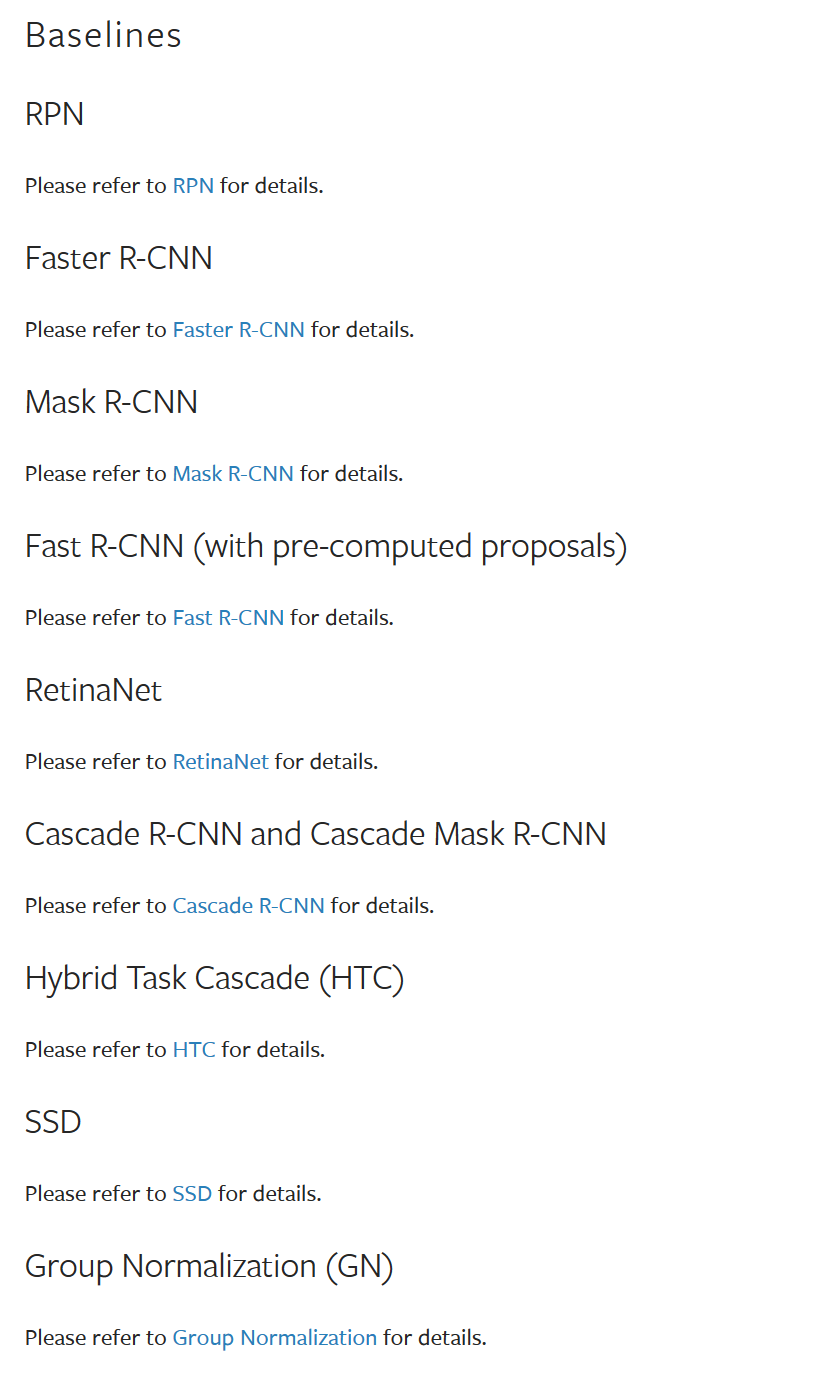 Baselines
RPN
Please refer to RPN for details.
Faster R-CNN
Please refer to Faster R-CNN for details.
Mask R-CNN
Please refer to Mask R-CNN for details.
Fast R-CNN (with pre-computed proposals)
Please refer to Fast R-CNN for details.
RetinaNet
Please refer to RetinaNet for details.
Cascade R-CNN and Cascade Mask R-CNN
Please refer to Cascade R-CNN for details.
Hybrid Task Cascade (HTC)
Please refer to HTC for details.
SSD
Please refer to SSD for details.
Group Normalization (GN)
Please refer to Group Normalization for details.